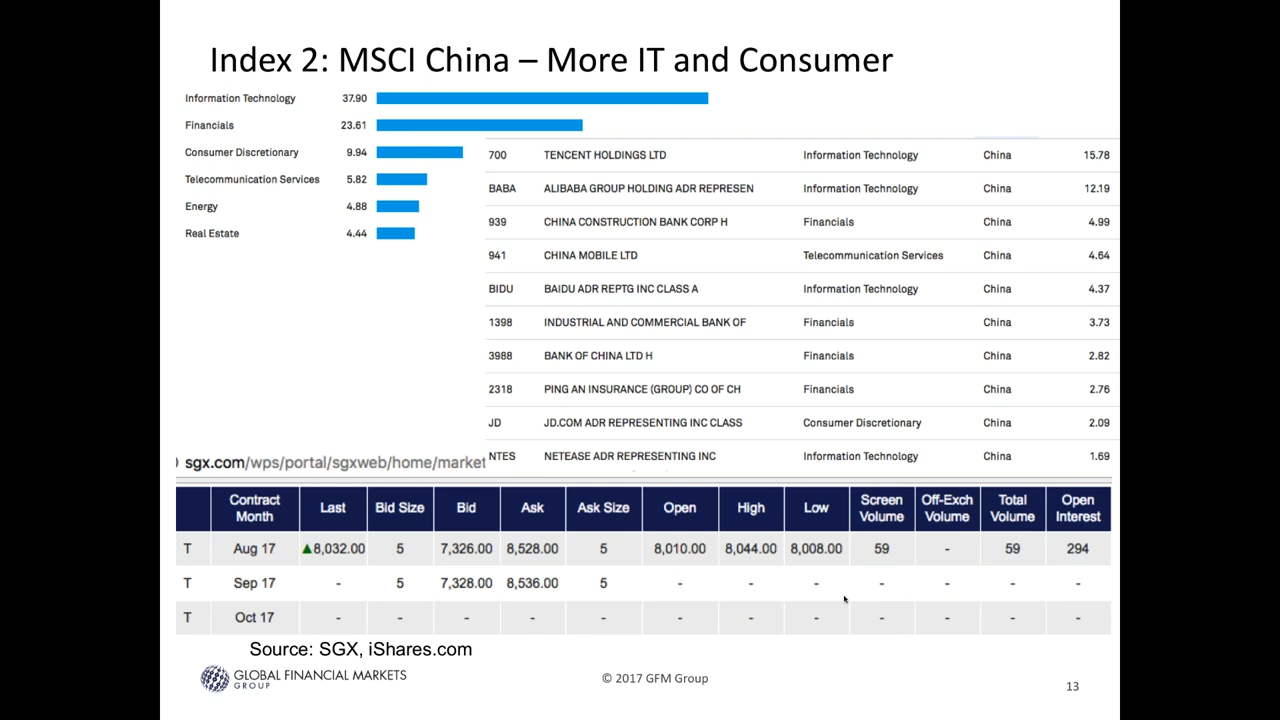 Index 2: MSCI China – More IT and Consumer
Information Technology 37.90
Financials 23.61
Consumer Discretionary 9.94
Telecommunication Services 5.82
Energy 4.88
Real Estate 4.44
700 TENCENT HOLDINGS LTD Information Technology China 15.78
BABA ALIBABA GROUP HOLDING ADR REPRESEN Information Technology China 12.19
939 CHINA CONSTRUCTION BANK CORP H Financials China 4.99
941 CHINA MOBILE LTD Telecommunication Services China 4.64
BIDU BAIDU ADR REPTG INC CLASS A Information Technology China 4.37
1398 INDUSTRIAL AND COMMERCIAL BANK OF Financials China 3.73
3988 BANK OF CHINA LTD H Financials China 2.82
2318 PING AN INSURANCE (GROUP) CO OF CH Financials China 2.76
JD JD.COM ADR REPRESENTING INC CLASS Consumer Discretionary China 2.09
NTES NETEASE ADR REPRESENTING INC Information Technology China 1.69
sgx.com/wps/portal/sgxweb/home/market
Contract Month Last Bid Size Bid Ask Ask Size Open High Low Screen Volume Off-Exch Volume Total Volume Open Interest
T Aug 17 ▲8,032.00 5 7,326.00 8,528.00 5 8,010.00 8,044.00 8,008.00 59 - 59 294
T Sep 17 - 5 7,328.00 8,536.00 5 - - - - - - -
T Oct 17 - - - - - - - - - - - -
Source: SGX, iShares.com
GLOBAL FINANCIAL MARKETS
GROUP
© 2017 GFM Group
13